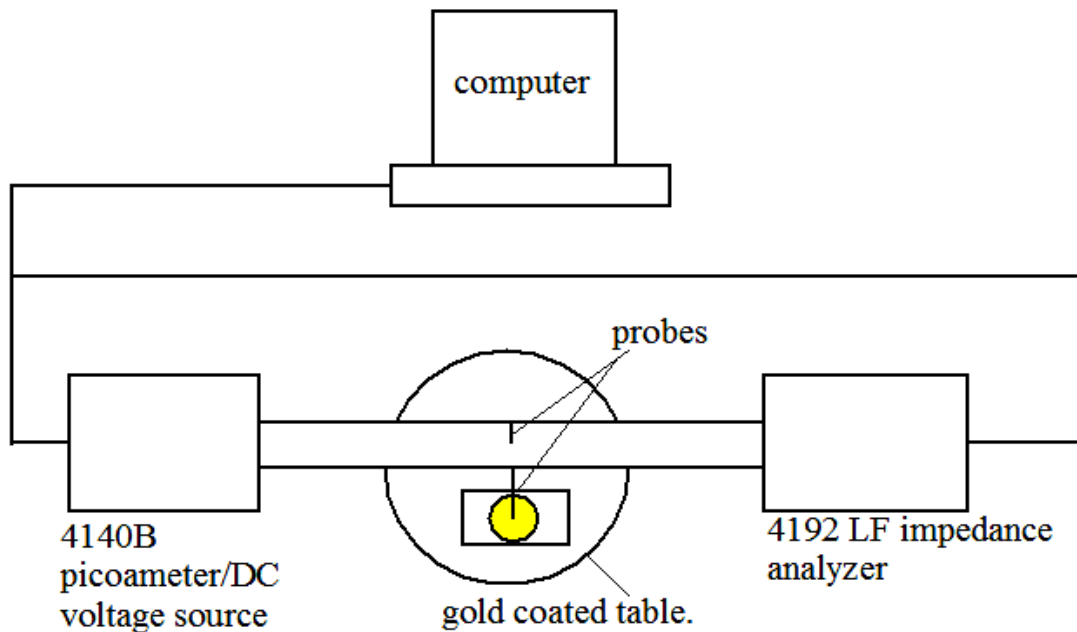 computer
probes
4140B
picoameter/DC
voltage source
4192 LF impedance
analyzer
gold coated table.